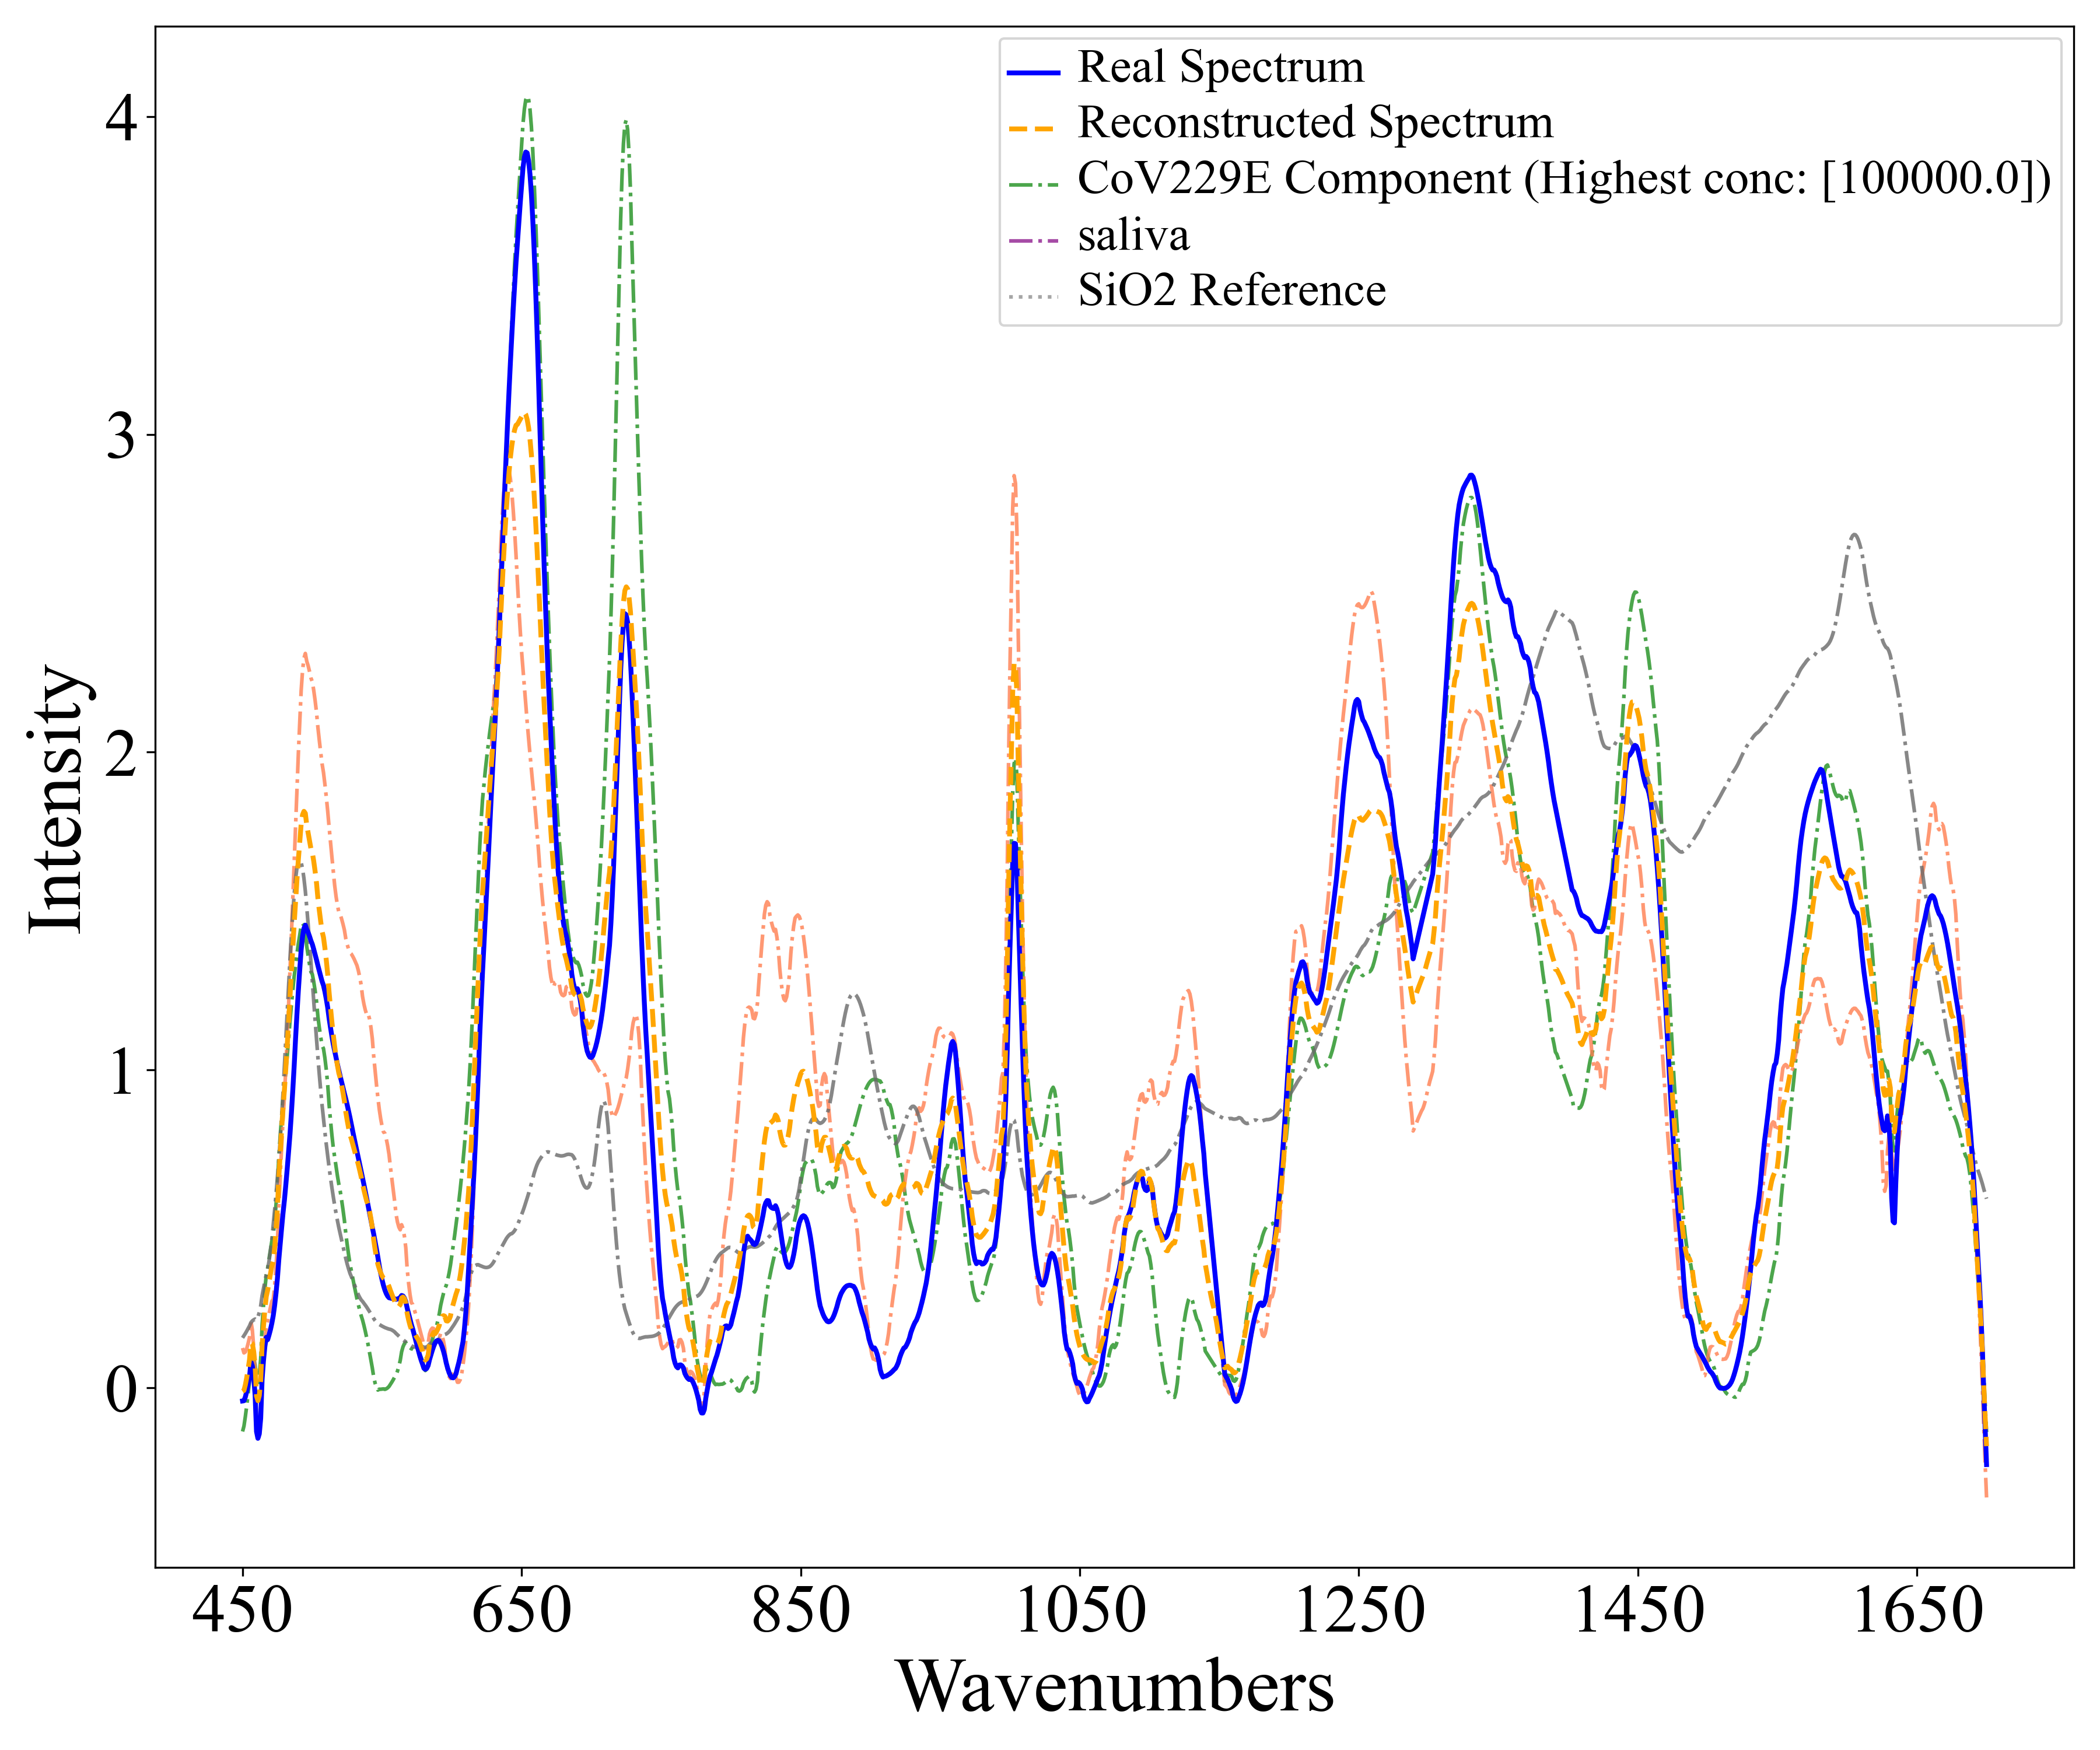 Real Spectrum
Reconstructed Spectrum
CoV229E Component (Highest conc: [100000.0])
saliva
SiO2 Reference
Intensity
4
3
2
1
0
450 650 850 1050 1250 1450 1650
Wavenumbers